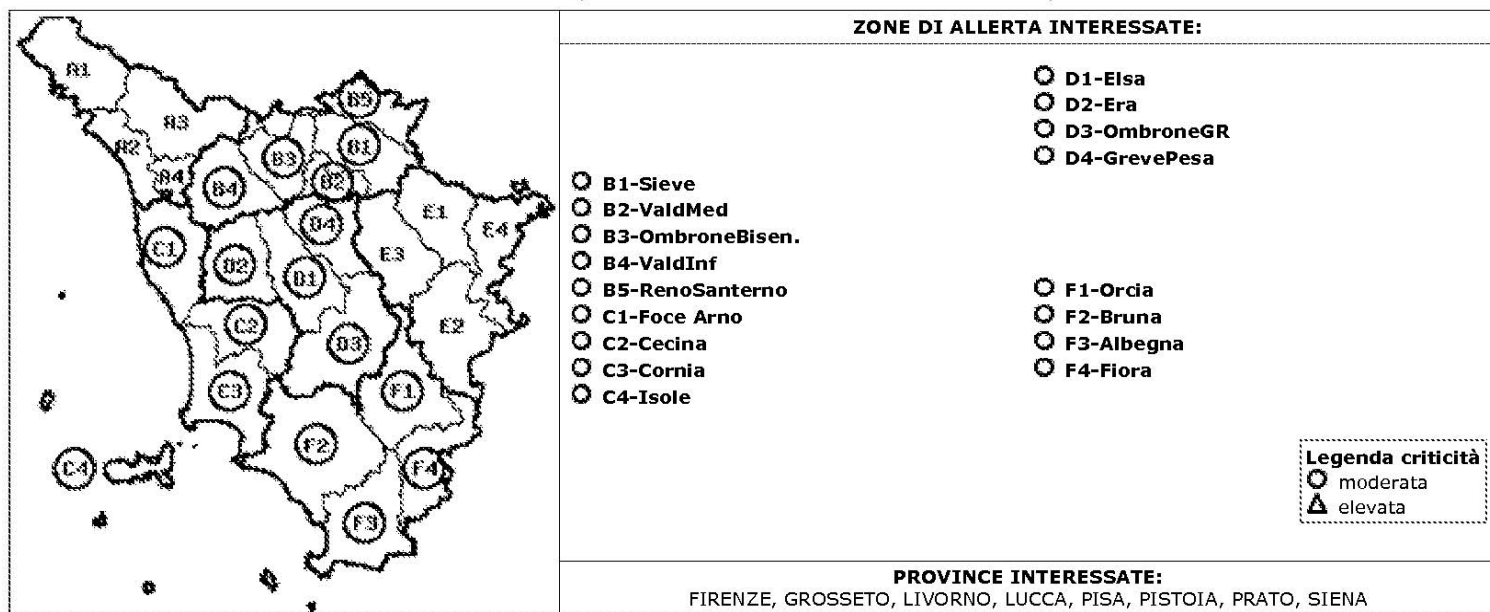 ZONE DI ALLERTA INTERESSATE:
A1
A3
A2
A4
B5
B1
B3
B2
B4
E1
E4
E3
D4
C1
D2
D1
C2
E2
D3
C3
F1
F2
C4
F4
F3
B1-Sieve
B2-ValdMed
B3-OmbroneBisen.
B4-ValdInf
B5-RenoSanterno
C1-Foce Arno
C2-Cecina
C3-Cornia
C4-Isole
D1-Elsa
D2-Era
D3-OmbroneGR
D4-GrevePesa
F1-Orcia
F2-Bruna
F3-Albegna
F4-Fiora
Legenda criticità
moderata
elevata
PROVINCE INTERESSATE:
FIRENZE, GROSSETO, LIVORNO, LUCCA, PISA, PISTOIA, PRATO, SIENA